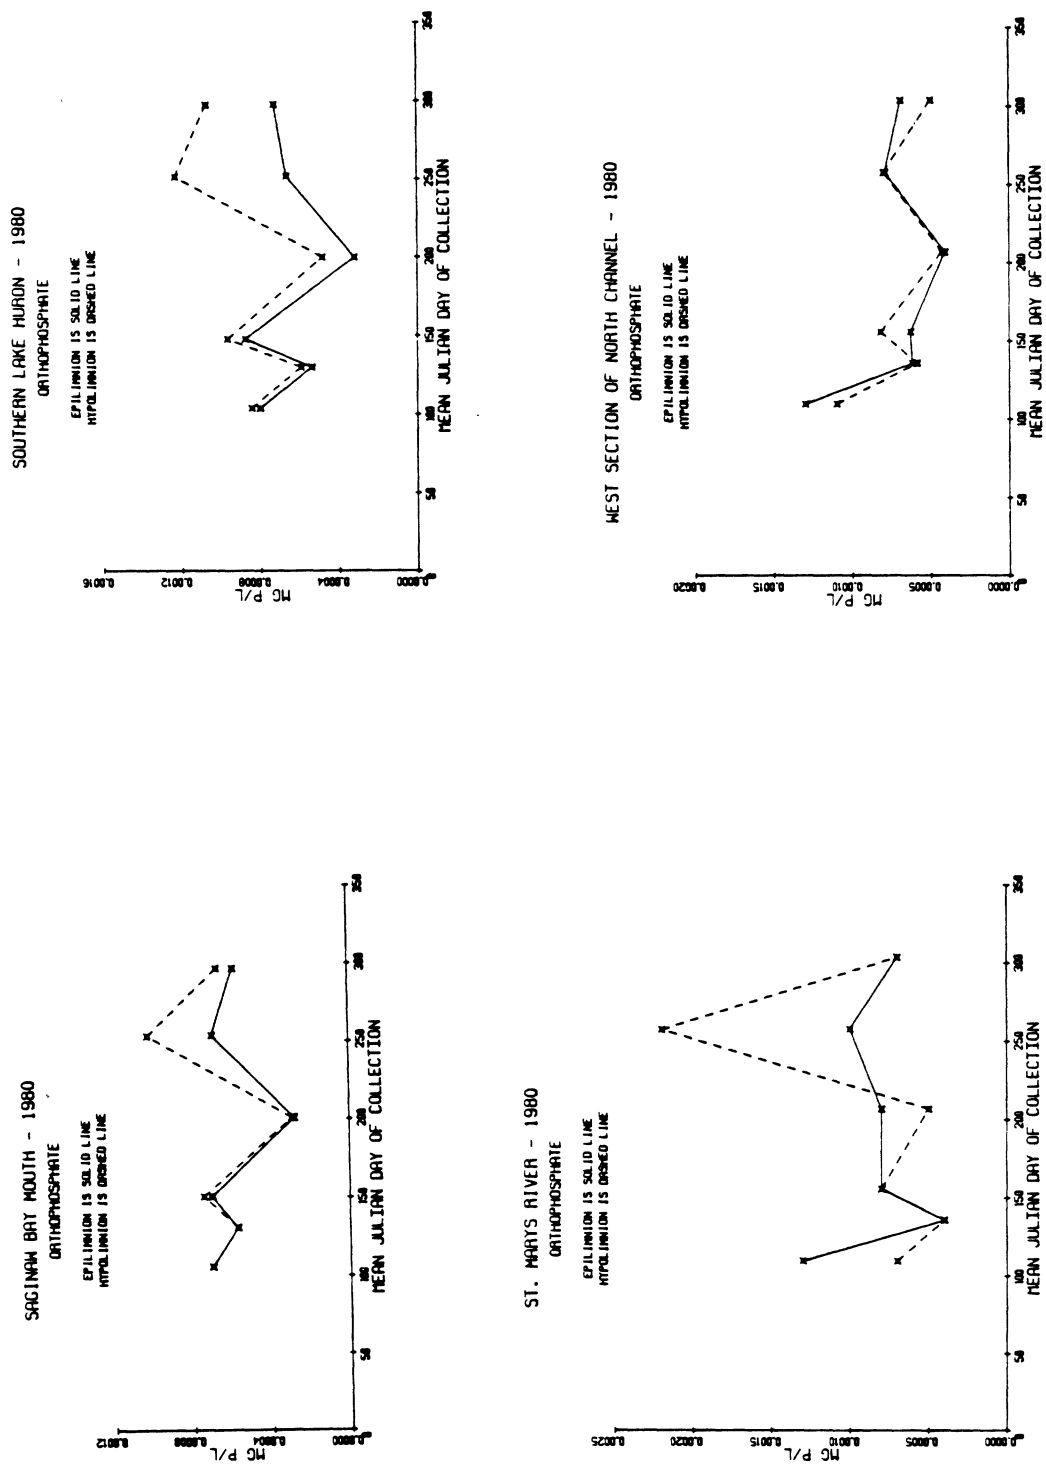 SAGINAW BAY MOUTH - 1980
ORTHOPHOSPHATE
EPILIMNION IS SOLID LINE
HYPOLIMNION IS DASHED LINE
MG P/L
0.0012
0.0008
0.0004
0.0000
0
50
100
150
200
250
300
350
MEAN JULIAN DAY OF COLLECTION
SOUTHERN LAKE HURON - 1980
ORTHOPHOSPHATE
EPILIMNION IS SOLID LINE
HYPOLIMNION IS DASHED LINE
MG P/L
0.0016
0.0012
0.0008
0.0004
0.0000
0
50
100
150
200
250
300
350
MEAN JULIAN DAY OF COLLECTION
ST. MARYS RIVER - 1980
ORTHOPHOSPHATE
EPILIMNION IS SOLID LINE
HYPOLIMNION IS DASHED LINE
MG P/L
0.0025
0.0020
0.0015
0.0010
0.0005
0.0000
0
50
100
150
200
250
300
350
MEAN JULIAN DAY OF COLLECTION
WEST SECTION OF NORTH CHANNEL - 1980
ORTHOPHOSPHATE
EPILIMNION IS SOLID LINE
HYPOLIMNION IS DASHED LINE
MG P/L
0.0020
0.0015
0.0010
0.0005
0.0000
0
50
100
150
200
250
300
350
MEAN JULIAN DAY OF COLLECTION